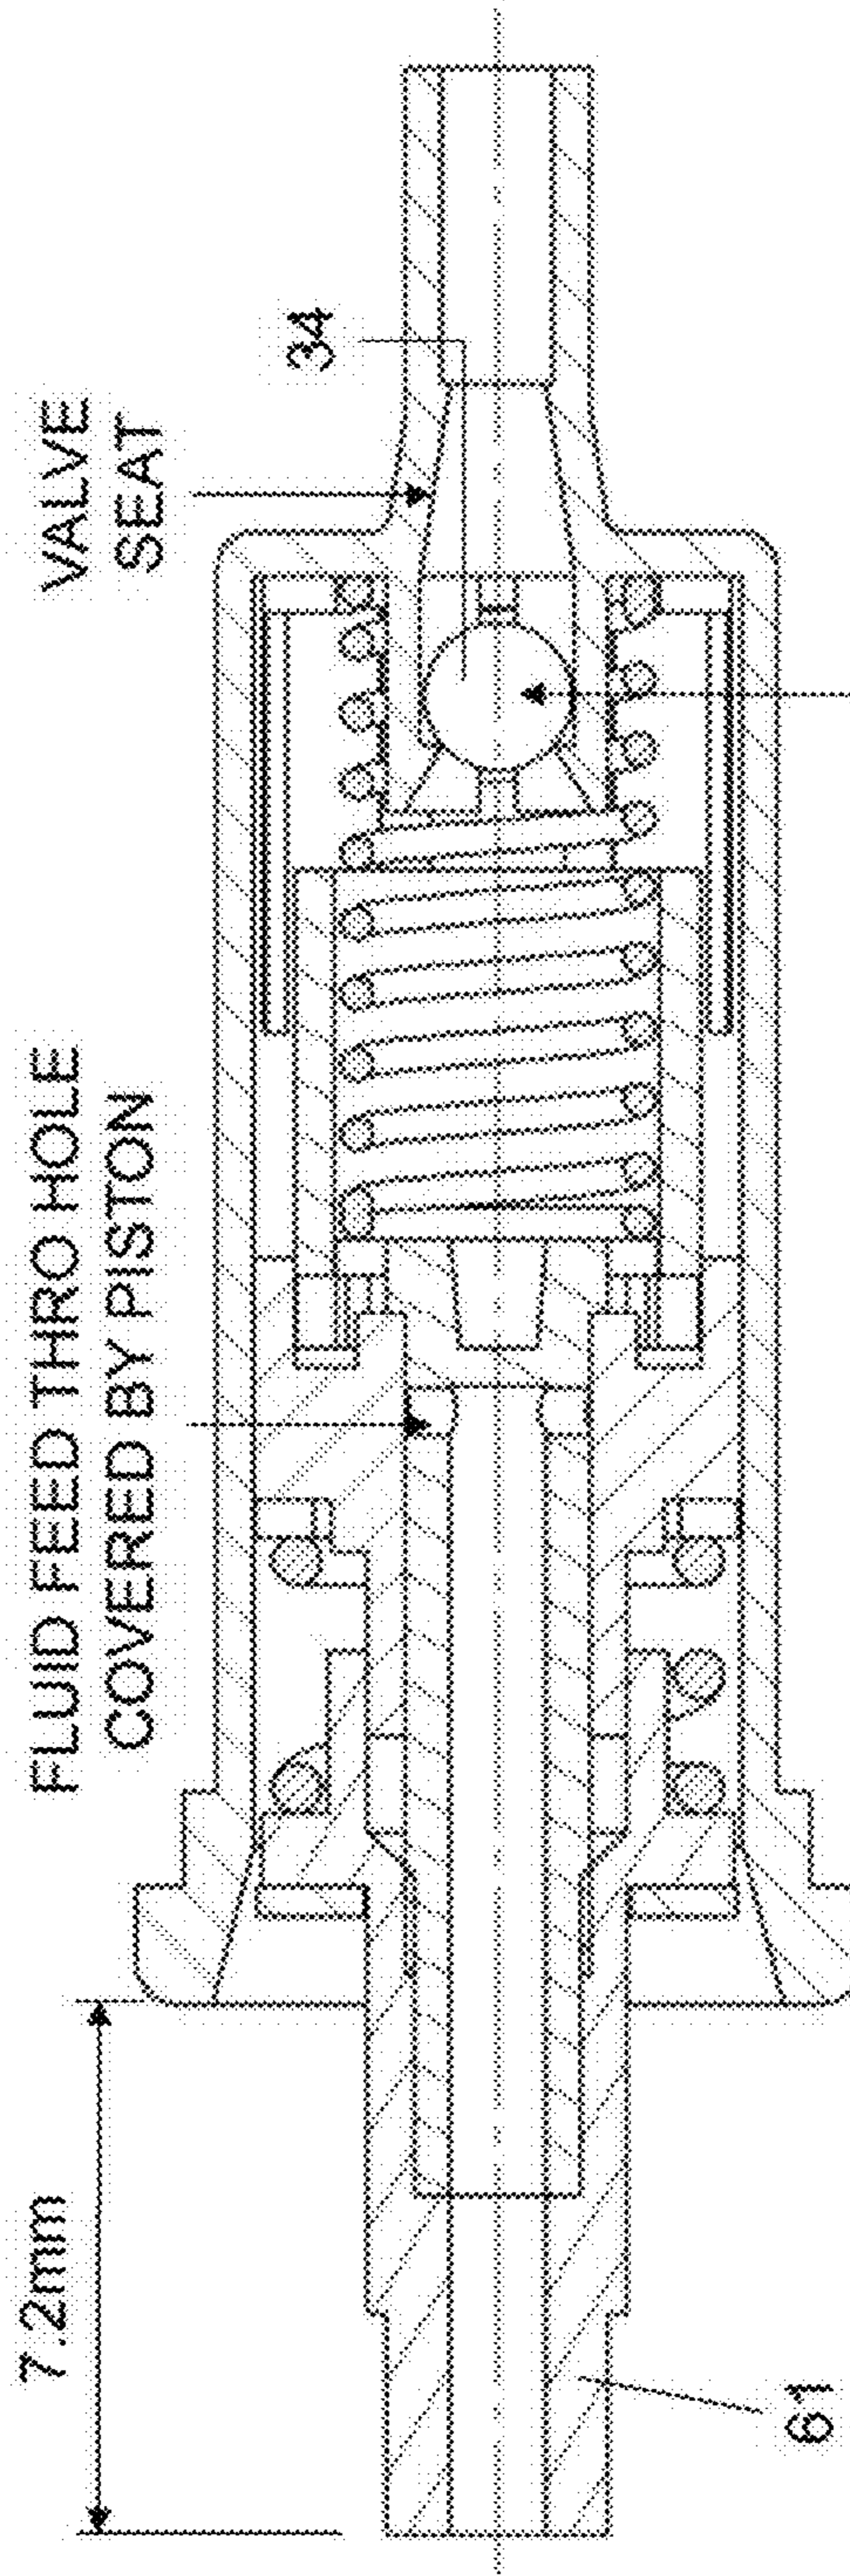 7.2mm
FLUID FEED THRO HOLE
COVERED BY PISTON
VALVE
SEAT
34
61